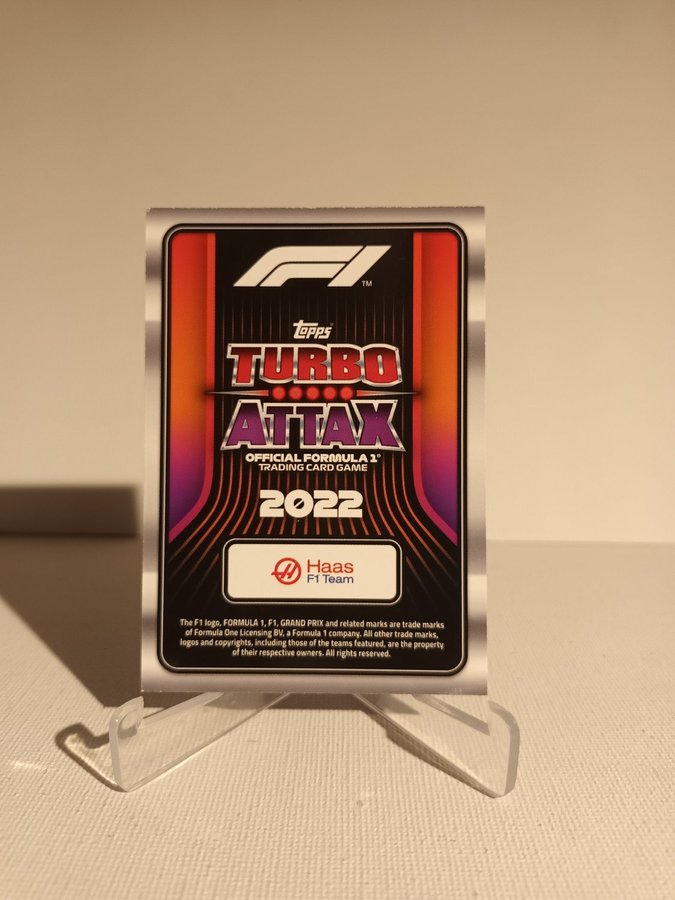 F1
TM
Topps®
TURBO
ATTAX
OFFICIAL FORMULA 1®
TRADING CARD GAME
2022
H Haas
F1 Team
The F1 logo, FORMULA 1, F1, GRAND PRIX and related marks are trade marks
of Formula One Licensing BV, a Formula 1 company. All other trade marks,
logos and copyrights, including those of the teams featured, are the property
of their respective owners. All rights reserved.